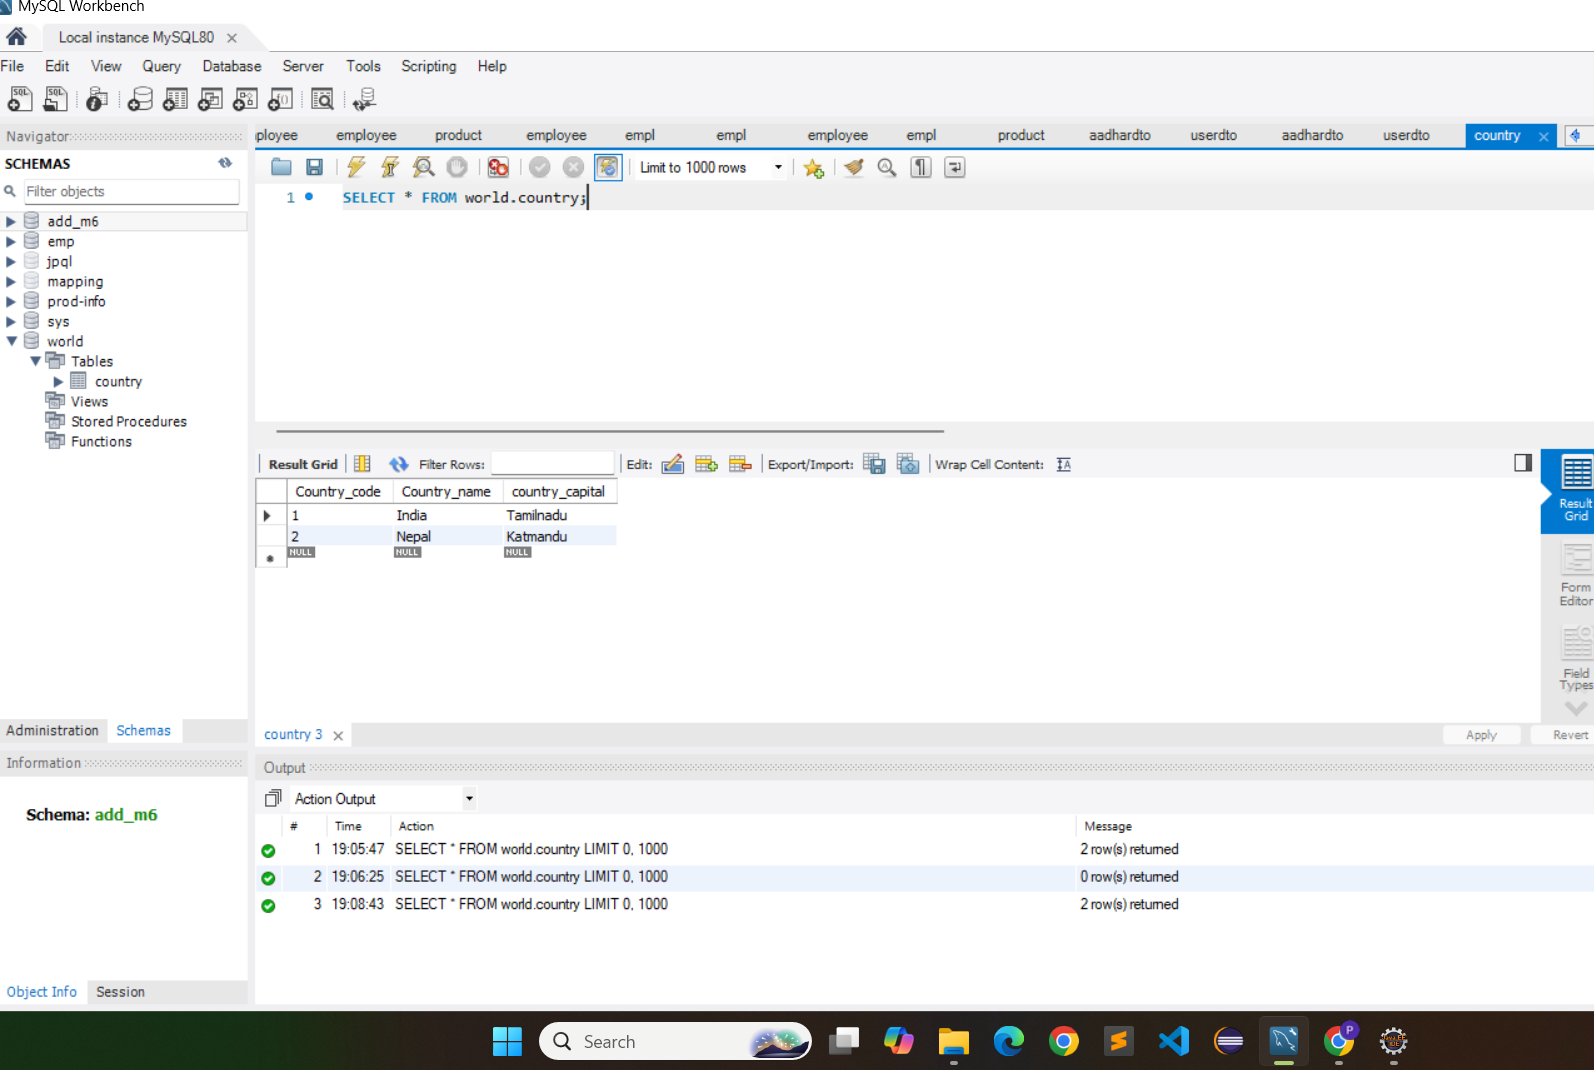 MySQL Workbench
Local instance MySQL80
File Edit View Query Database Server Tools Scripting Help
Navigator
ployee employee product employee empl empl employee empl product aadhardto userdto aadhardto userdto country
SCHEMAS
Limit to 1000 rows
Filter objects
1 SELECT * FROM world.country;
add_m6
emp
jpql
mapping
prod-info
sys
world
Tables
country
Views
Stored Procedures
Functions
Result Grid Filter Rows: Edit: Export/Import: Wrap Cell Content:
Country_code Country_name country_capital
1 India Tamilnadu
2 Nepal Katmandu
NULL NULL NULL
Result
Grid
Form
Editor
Field
Types
Administration Schemas
country 3 Apply Revert
Information
Output
Action Output
Schema: add_m6
# Time Action Message
1 19:05:47 SELECT * FROM world.country LIMIT 0, 1000 2 row(s) returned
2 19:06:25 SELECT * FROM world.country LIMIT 0, 1000 0 row(s) returned
3 19:08:43 SELECT * FROM world.country LIMIT 0, 1000 2 row(s) returned
Object Info Session
Search
P